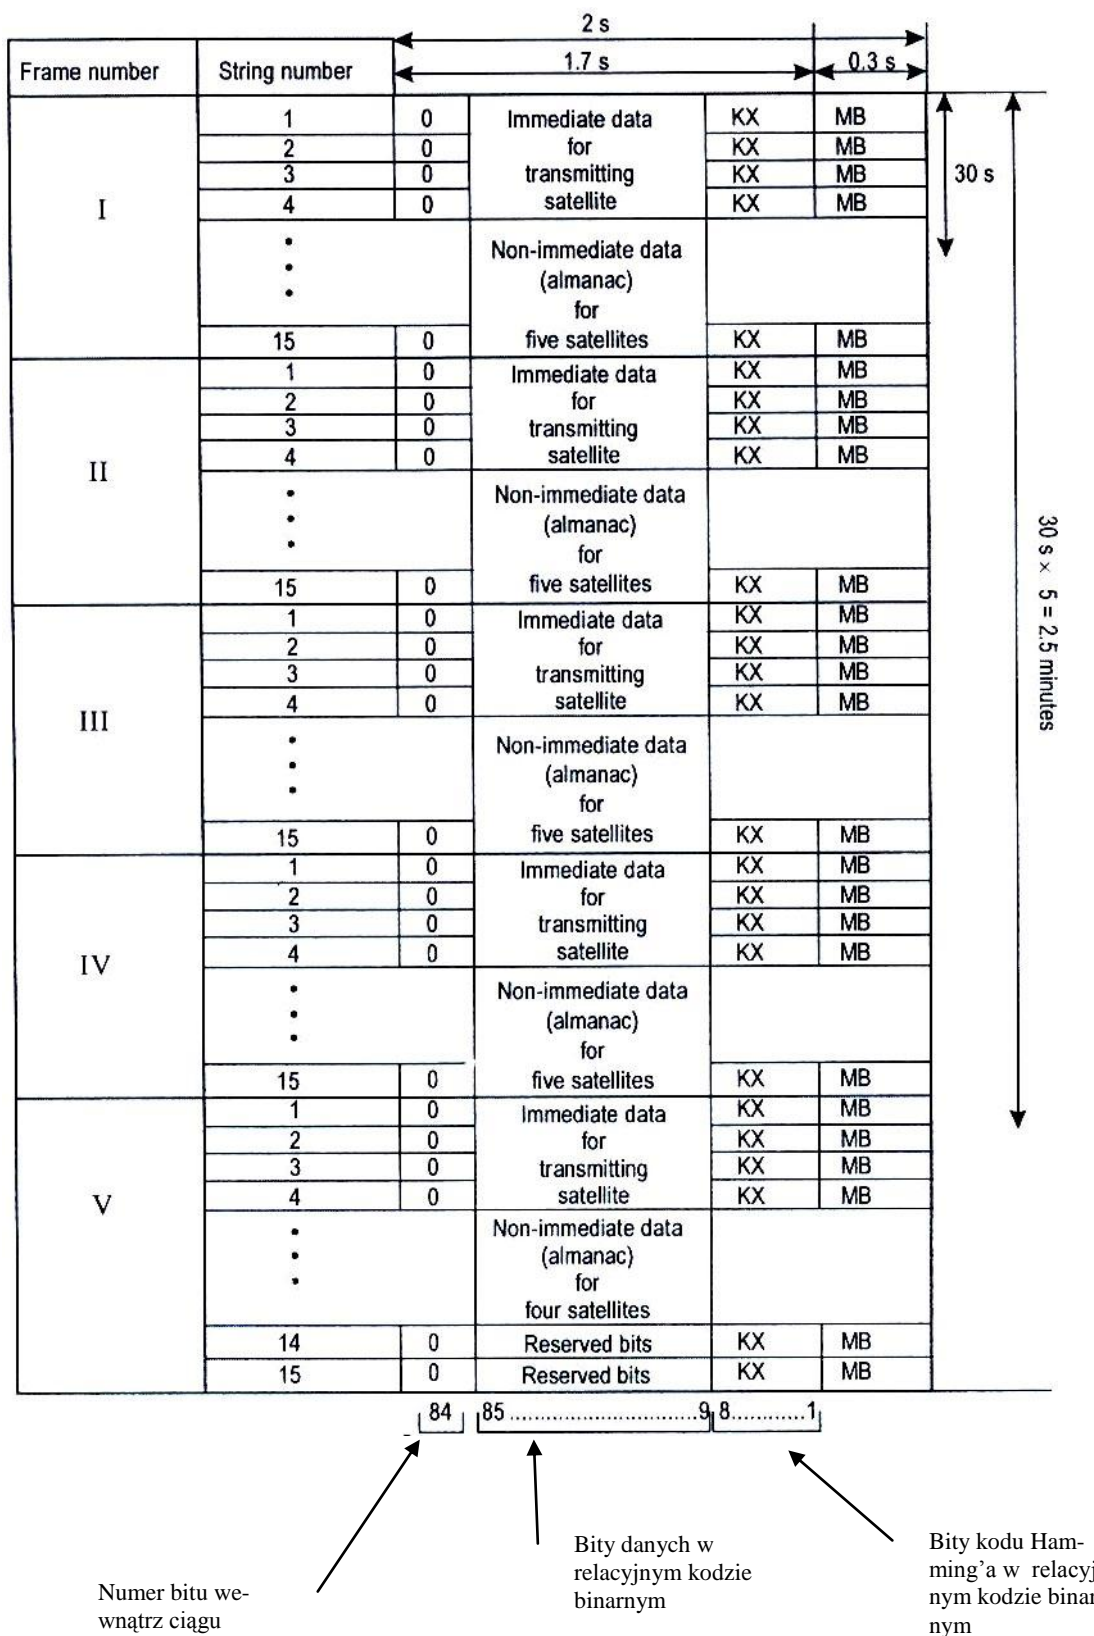 2 s
1.7 s
0.3 s
Frame number String number
1 0 Immediate data KX MB
2 0 for KX MB
3 0 transmitting KX MB
4 0 satellite KX MB
I
30 s
Non-immediate data
(almanac)
for
15 0 five satellites KX MB
1 0 Immediate data KX MB
2 0 for KX MB
3 0 transmitting KX MB
4 0 satellite KX MB
II
Non-immediate data
(almanac)
for
15 0 five satellites KX MB
30 s × 5 = 2.5 minutes
1 0 Immediate data KX MB
2 0 for KX MB
3 0 transmitting KX MB
4 0 satellite KX MB
III
Non-immediate data
(almanac)
for
15 0 five satellites KX MB
1 0 Immediate data KX MB
2 0 for KX MB
3 0 transmitting KX MB
4 0 satellite KX MB
IV
Non-immediate data
(almanac)
for
15 0 five satellites KX MB
1 0 Immediate data KX MB
2 0 for KX MB
3 0 transmitting KX MB
4 0 satellite KX MB
V
Non-immediate data
(almanac)
for
four satellites
14 0 Reserved bits KX MB
15 0 Reserved bits KX MB
84 85..............................9 8............1
Numer bitu we-
wnątrz ciągu
Bity danych w
relacyjnym kodzie
binarnym
Bity kodu Ham-
ming’a w relacyj
nym kodzie binar
nym